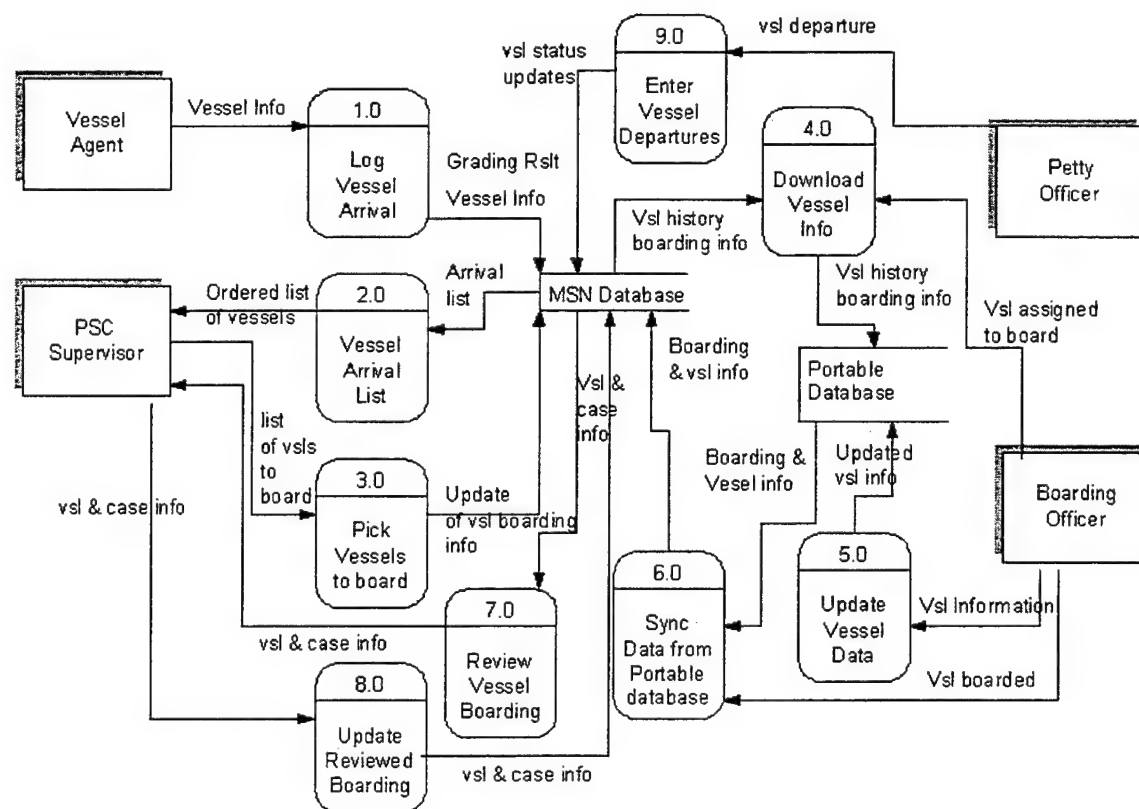 vsl departure
9.0
Enter
Vessel
Departures
vsl status
updates
Vessel
Agent
Vessel Info
1.0
Log
Vessel
Arrival
Grading Rslt
Vessel Info
4.0
Download
Vessel
Info
Petty
Officer
Vsl history
boarding info
PSC
Supervisor
Ordered list
of vessels
2.0
Vessel
Arrival
List
Arrival
list
MSN Database
Vsl history
boarding info
Vsl assigned
to board
Boarding
& vsl info
Portable
Database
Vsl &
case
info
list
of vsls
to
board
vsl & case info
3.0
Pick
Vessels
to board
Update
of vsl boarding
info
Boarding &
Vesel info
Updated
vsl info
Boarding
Officer
5.0
Update
Vessel
Data
Vsl Information
6.0
Sync
Data from
Portable
database
Vsl boarded
7.0
Review
Vessel
Boarding
vsl & case info
8.0
Update
Reviewed
Boarding
vsl & case info